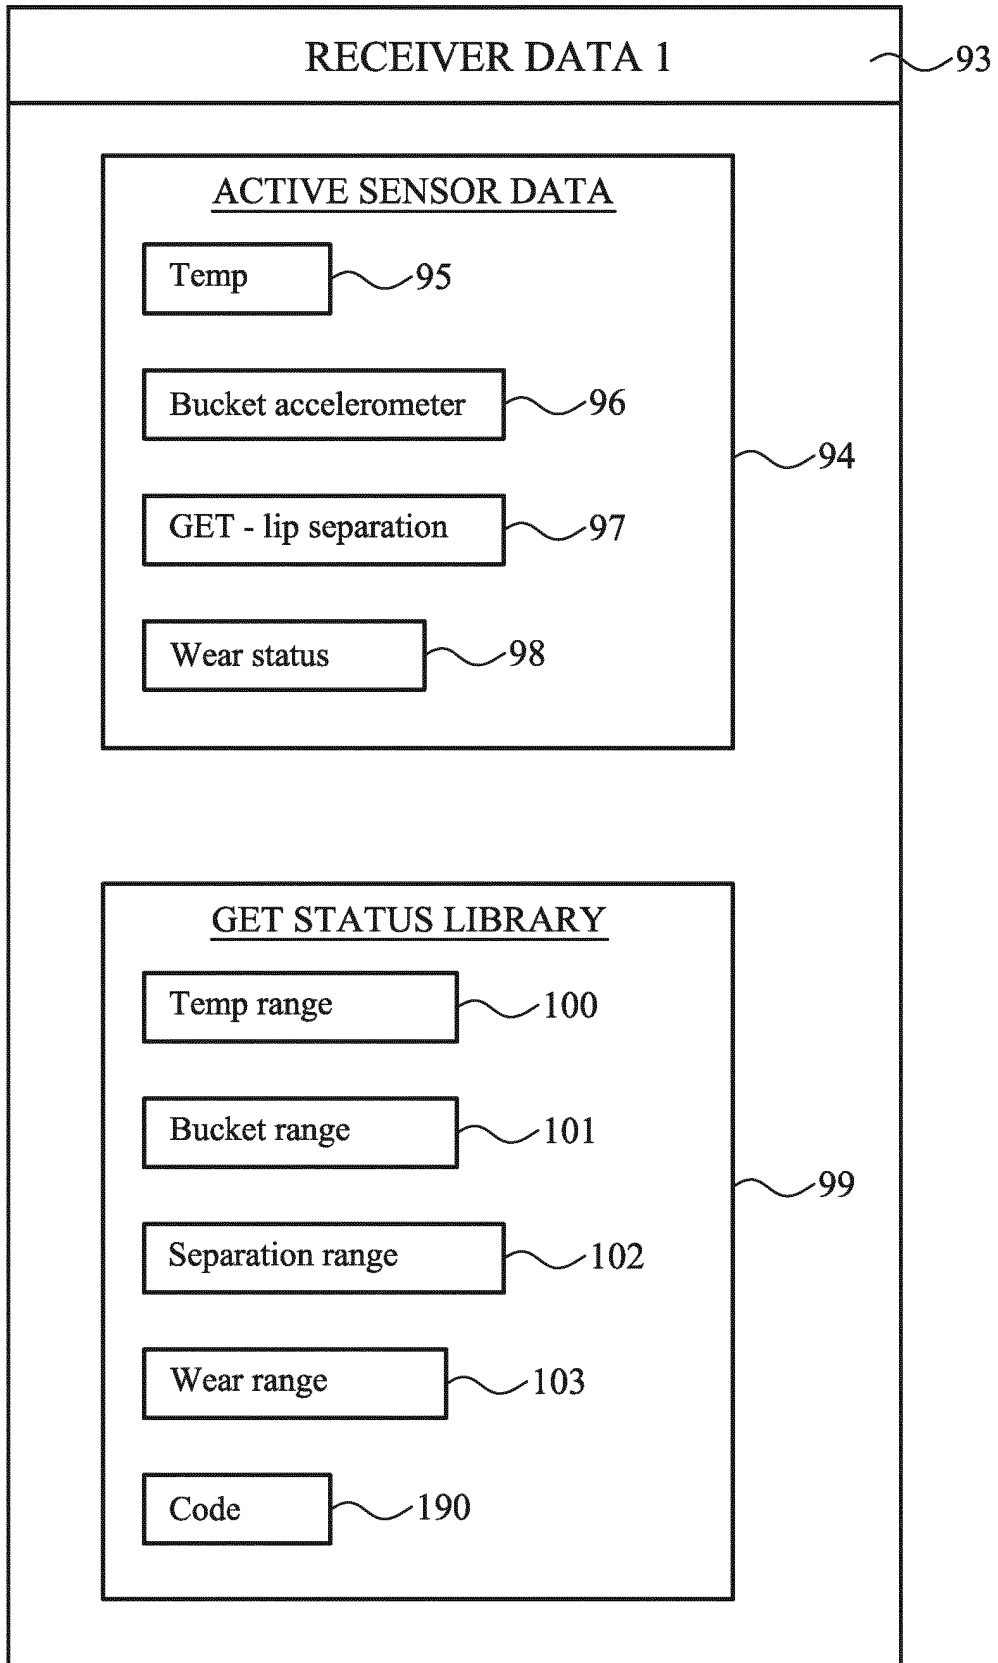 RECEIVER DATA 1 93
ACTIVE SENSOR DATA
Temp 95
Bucket accelerometer 96
94
GET - lip separation 97
Wear status 98
GET STATUS LIBRARY
Temp range 100
Bucket range 101
99
Separation range 102
Wear range 103
Code 190